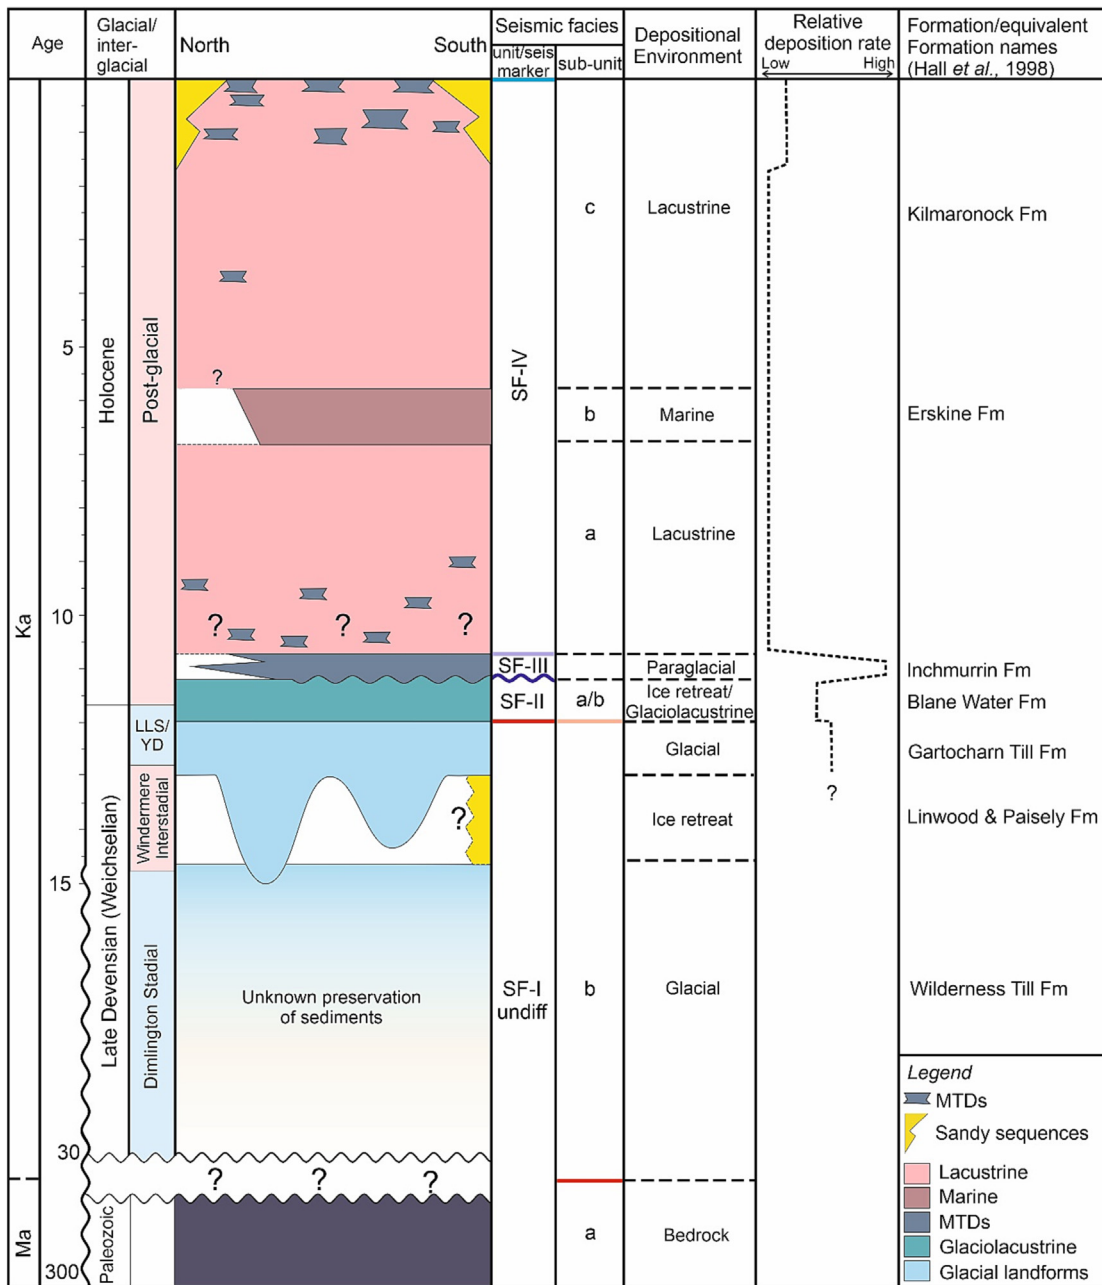 Age
Glacial/
inter-
glacial
North
South
Seismic facies
unit/seis
marker
sub-unit
Depositional
Environment
Relative
deposition rate
Low
High
Formation/equivalent
Formation names
(Hall et al., 1998)
Ka
Ma
5
10
15
30
300
Holocene
Late Devensian (Weichselian)
Paleozoic
Post-glacial
LLS/
YD
Windermere
Interstadial
Dimlington Stadial
?
? ? ?
?
Unknown preservation
of sediments
? ? ?
SF-IV
SF-III
SF-II
SF-I
undiff
c
b
a
a/b
b
a
Lacustrine
Marine
Lacustrine
Paraglacial
Ice retreat/
Glaciolacustrine
Glacial
Ice retreat
Glacial
Bedrock
?
Kilmaronock Fm
Erskine Fm
Inchmurrin Fm
Blane Water Fm
Gartocharn Till Fm
Linwood & Paisely Fm
Wilderness Till Fm
Legend
MTDs
Sandy sequences
Lacustrine
Marine
MTDs
Glaciolacustrine
Glacial landforms